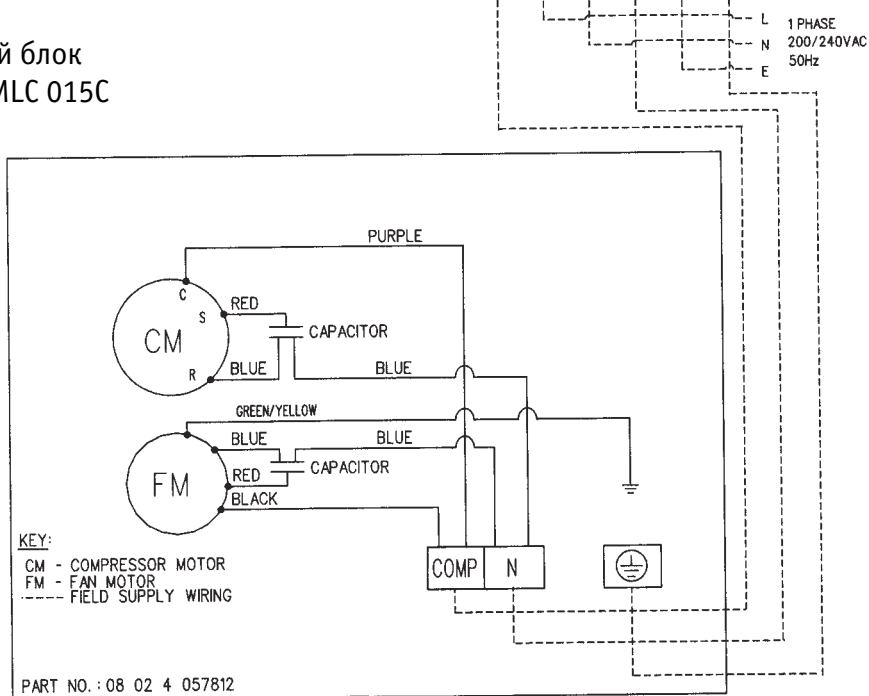 й блок
MLC 015C
L 1 PHASE
N 200/240VAC
E 50Hz
PURPLE
C
S RED
CM
CAPACITOR
R BLUE BLUE
GREEN/YELLOW
BLUE BLUE
FM
RED CAPACITOR
BLACK
KEY:
CM - COMPRESSOR MOTOR
FM - FAN MOTOR
----- FIELD SUPPLY WIRING
COMP N
PART NO. : 08 02 4 057812